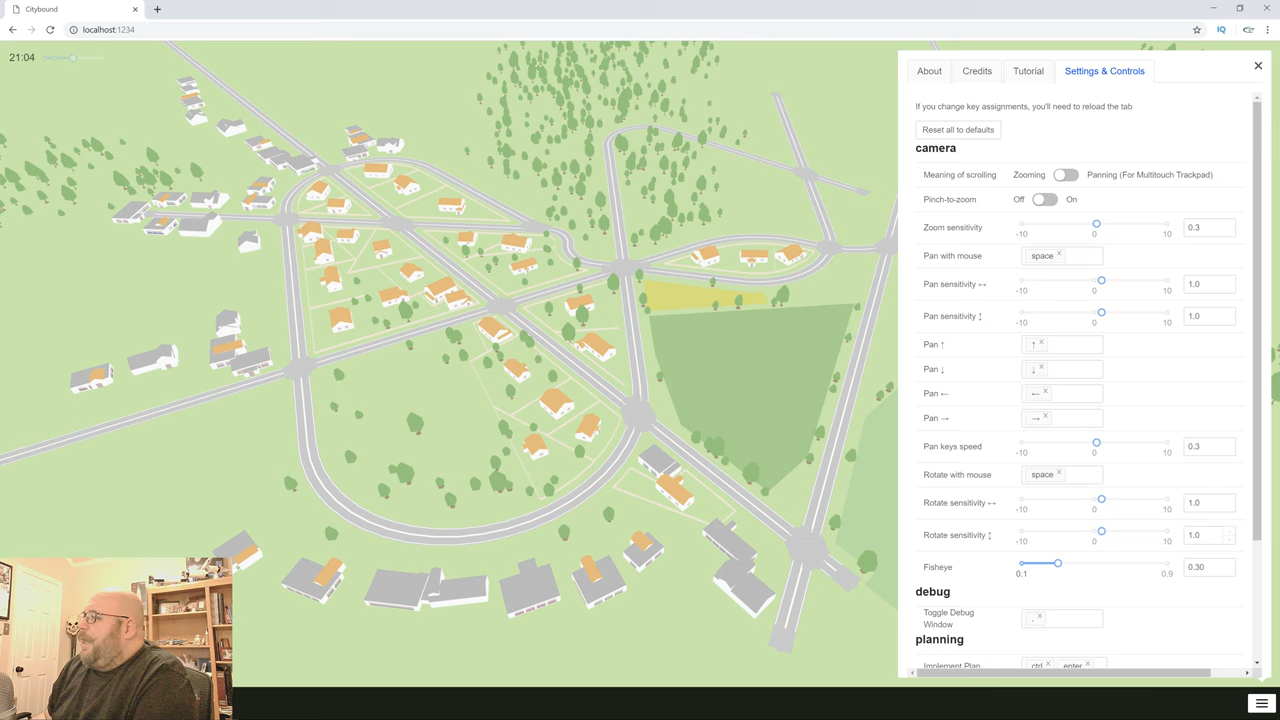 Citybound
localhost:1234
IQ
21:04
About Credits Tutorial Settings & Controls
If you change key assignments, you'll need to reload the tab
Reset all to defaults
camera
Meaning of scrolling Zooming Panning (For Multitouch Trackpad)
Pinch-to-zoom Off On
Zoom sensitivity -10 0 10 0.3
Pan with mouse space x
Pan sensitivity ↔ -10 0 10 1.0
Pan sensitivity ↕ -10 0 10 1.0
Pan ↑ ↑ x
Pan ↓ ↓ x
Pan ← ← x
Pan → → x
Pan keys speed -10 0 10 0.3
Rotate with mouse space x
Rotate sensitivity ↔ -10 0 10 1.0
Rotate sensitivity ↕ -10 0 10 1.0
Fisheye 0.1 0.9 0.30
debug
Toggle Debug
Window . x
planning
Implement Plan ctrl x enter x